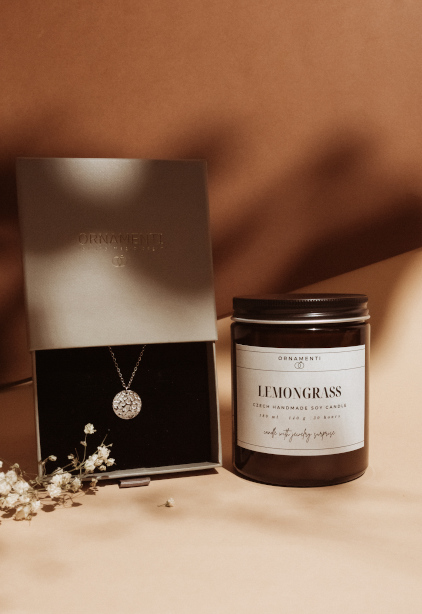 ORNAMENTI
ORNAMENTI
LEMONGRASS
CZECH HANDMADE SOY CANDLE
candle with jewelry surprise